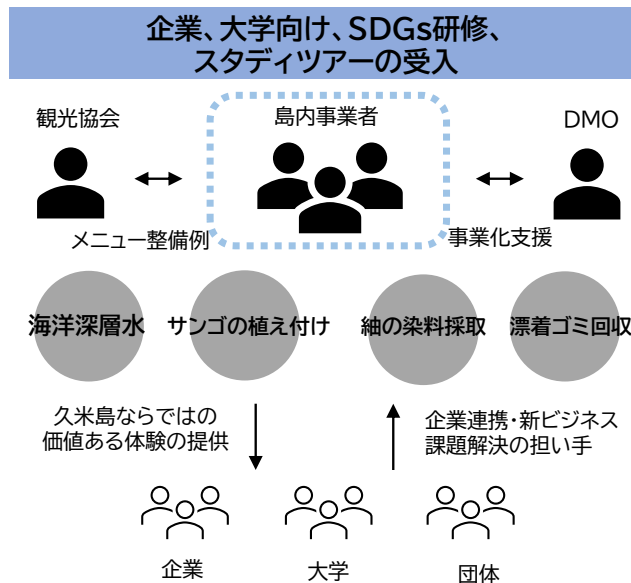 企業、大学向け、SDGs研修、
スタディツアーの受入
観光協会
島内事業者
DMO
メニュー整備例
事業化支援
海洋深層水
サンゴの植え付け
紬の染料採取
漂着ゴミ回収
久米島ならではの
価値ある体験の提供
企業連携・新ビジネス
課題解決の担い手
企業
大学
団体